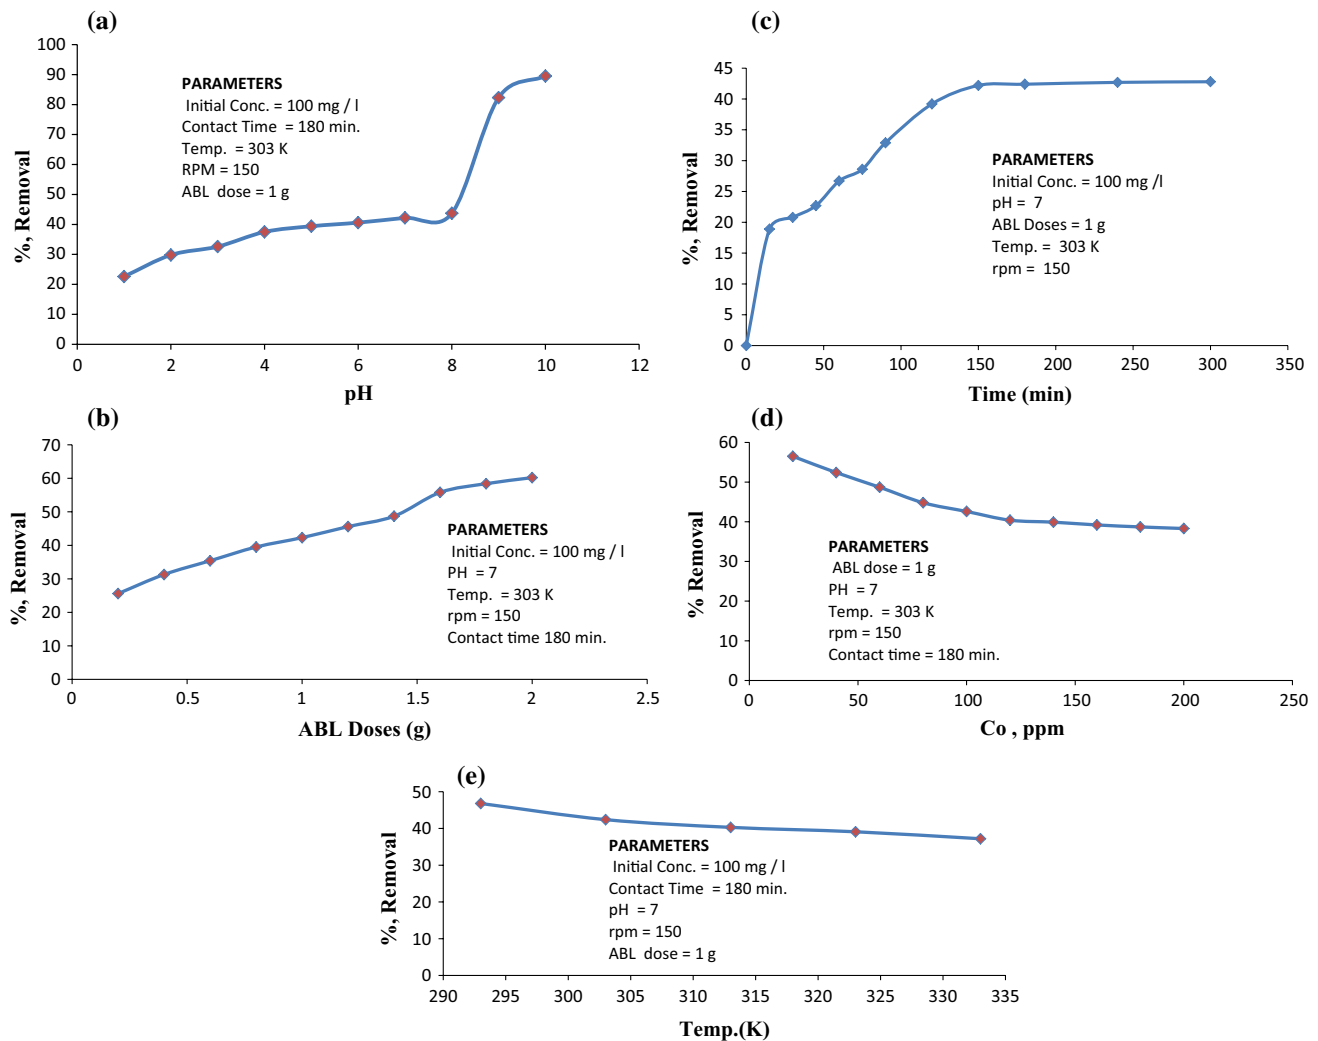 (a)
100
90
80
70
60
50
40
30
20
10
0
%, Removal
PARAMETERS
Initial Conc. = 100 mg / l
Contact Time = 180 min.
Temp. = 303 K
RPM = 150
ABL dose = 1 g
0 2 4 6 8 10 12
pH
(c)
45
40
35
30
25
20
15
10
5
0
%, Removal
PARAMETERS
Initial Conc. = 100 mg /l
pH = 7
ABL Doses = 1 g
Temp. = 303 K
rpm = 150
0 50 100 150 200 250 300 350
Time (min)
(b)
70
60
50
40
30
20
10
0
%, Removal
PARAMETERS
Initial Conc. = 100 mg / l
PH = 7
Temp. = 303 K
rpm = 150
Contact time 180 min.
0 0.5 1 1.5 2 2.5
ABL Doses (g)
(d)
60
50
40
30
20
10
0
% Removal
PARAMETERS
ABL dose = 1 g
PH = 7
Temp. = 303 K
rpm = 150
Contact time = 180 min.
0 50 100 150 200 250
Co , ppm
(e)
50
40
30
20
10
0
%, Removal
PARAMETERS
Initial Conc. = 100 mg / l
Contact Time = 180 min.
pH = 7
rpm = 150
ABL dose = 1 g
290 295 300 305 310 315 320 325 330 335
Temp.(K)